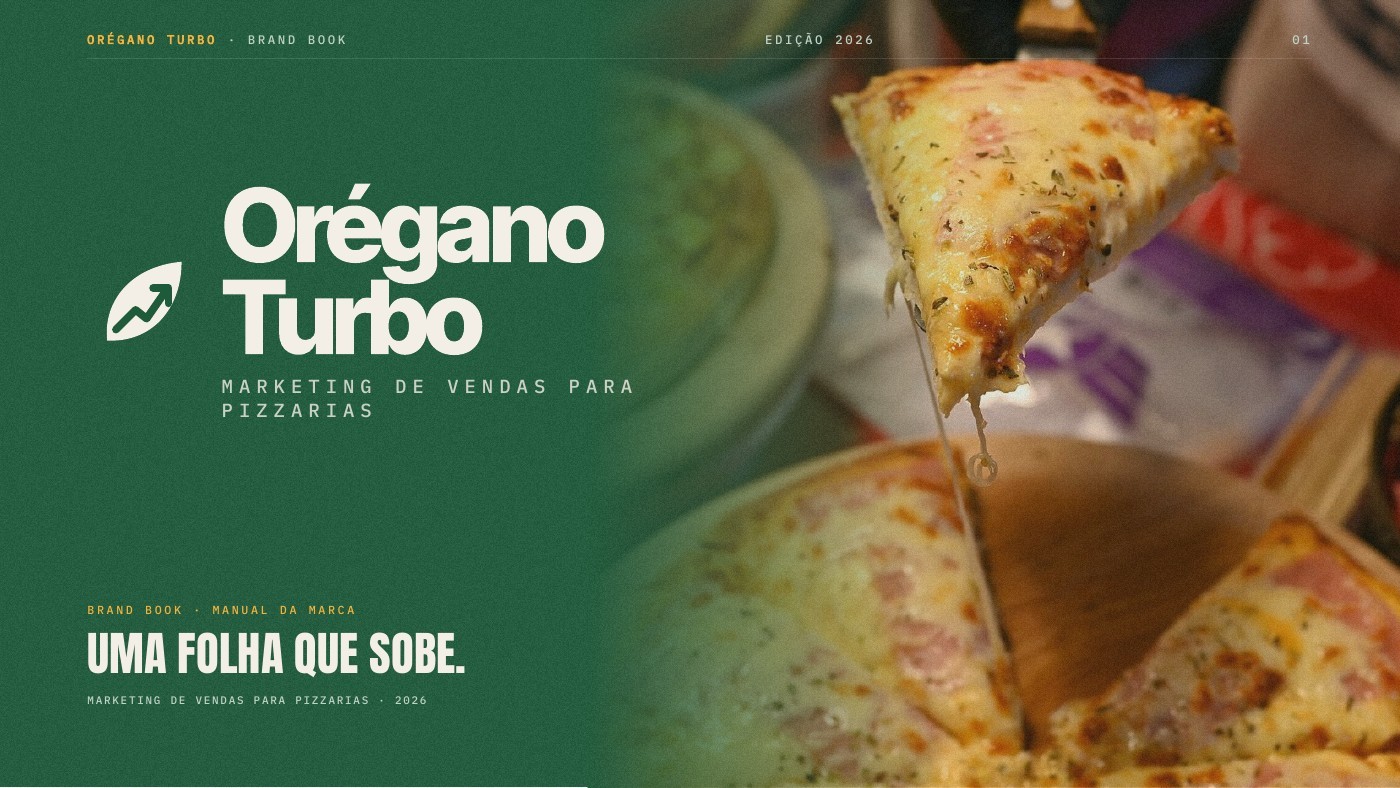 ORÉGANO TURBO · BRAND BOOK
EDIÇÃO 2026
01
Orégano
Turbo
MARKETING DE VENDAS PARA
PIZZARIAS
BRAND BOOK · MANUAL DA MARCA
UMA FOLHA QUE SOBE.
MARKETING DE VENDAS PARA PIZZARIAS · 2026